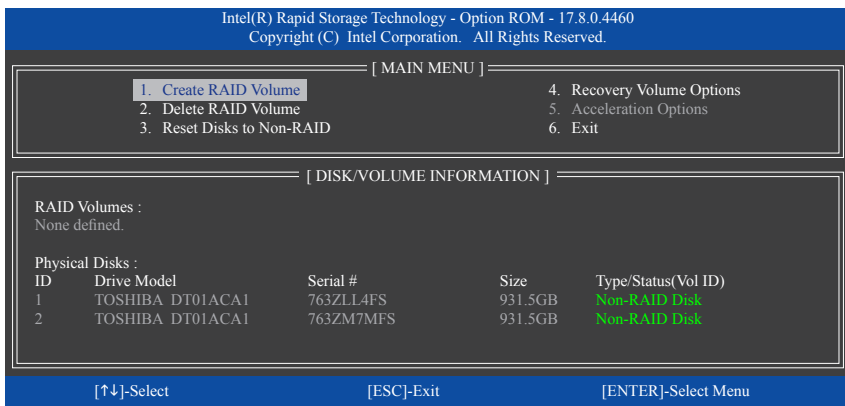 Intel(R) Rapid Storage Technology - Option ROM - 17.8.0.4460
Copyright (C) Intel Corporation. All Rights Reserved.
[ MAIN MENU ]
1. Create RAID Volume
2. Delete RAID Volume
3. Reset Disks to Non-RAID
4. Recovery Volume Options
5. Acceleration Options
6. Exit
[ DISK/VOLUME INFORMATION ]
RAID Volumes :
None defined.
Physical Disks :
ID Drive Model Serial # Size Type/Status(Vol ID)
1 TOSHIBA DT01ACA1 763ZLL4FS 931.5GB Non-RAID Disk
2 TOSHIBA DT01ACA1 763ZM7MFS 931.5GB Non-RAID Disk
[↑↓]-Select [ESC]-Exit [ENTER]-Select Menu